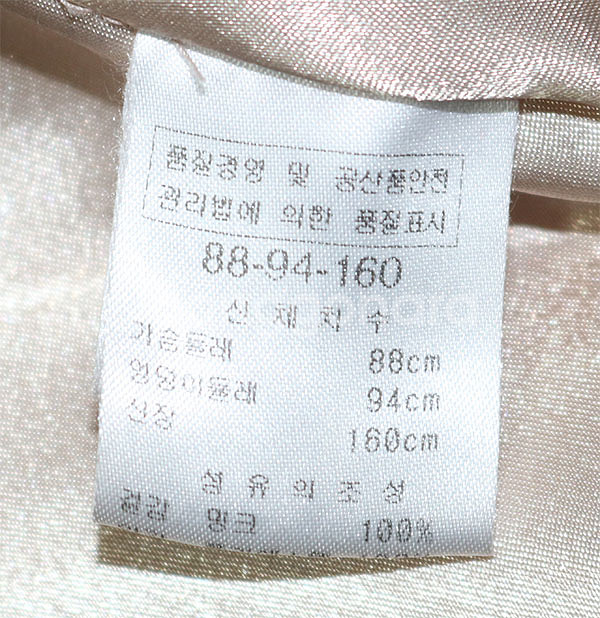 품질경영 및 공산품안전
관리법에 의한 품질표시
88-94-160
신 체 치 수
가슴둘레 88cm
엉덩이둘레 94cm
신장 160cm
섬 유 의 조 성
겉감 밍크 100%